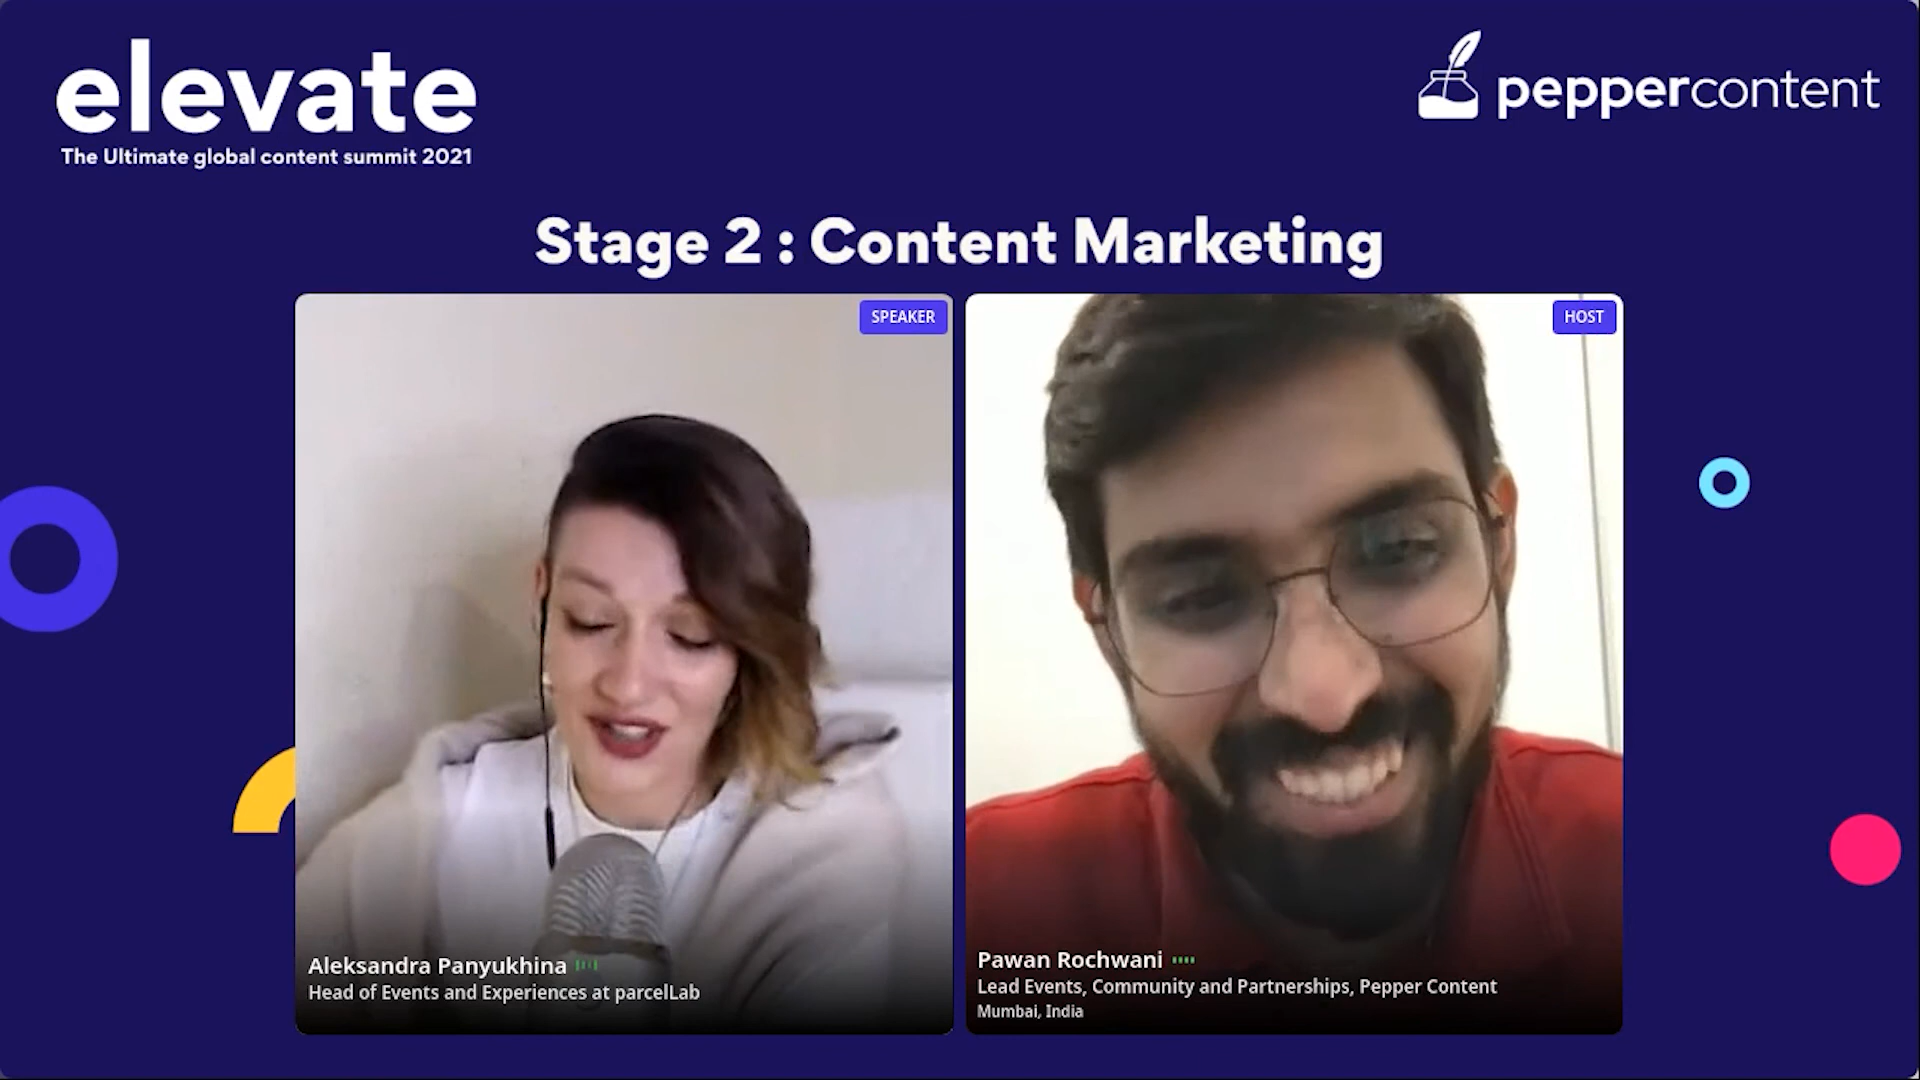 elevate
The Ultimate global content summit 2021
peppercontent
Stage 2 : Content Marketing
SPEAKER
HOST
Aleksandra Panyukhina
Head of Events and Experiences at parcelLab
Pawan Rochwani
Lead Events, Community and Partnerships, Pepper Content
Mumbai, India